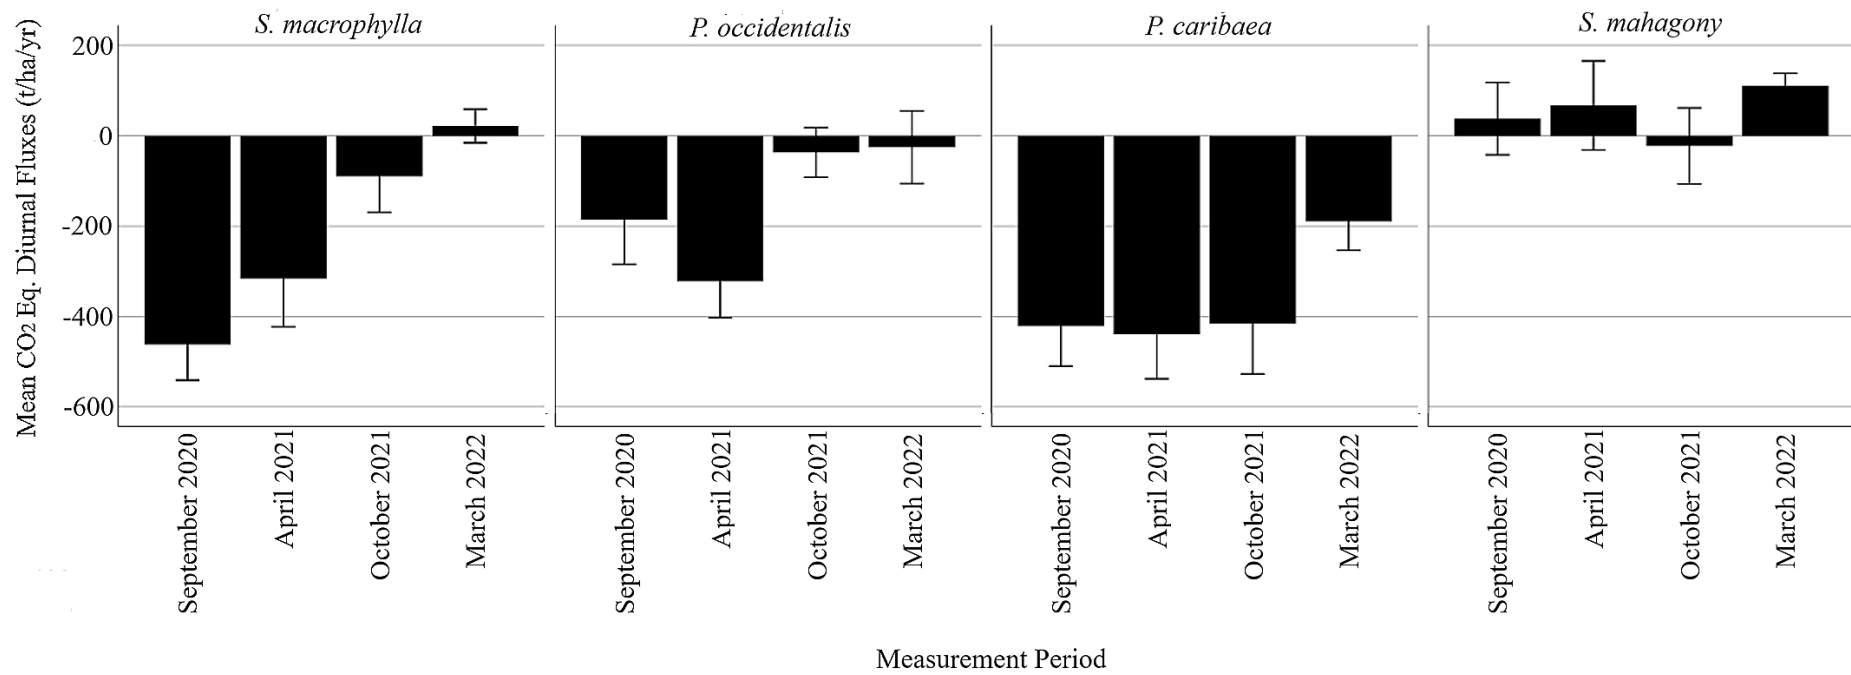 S. macrophylla
P. occidentalis
P. caribaea
S. mahagony
Mean CO2 Eq. Diurnal Fluxes (t/ha/yr)
200
0
-200
-400
-600
September 2020
April 2021
October 2021
March 2022
September 2020
April 2021
October 2021
March 2022
September 2020
April 2021
October 2021
March 2022
September 2020
April 2021
October 2021
March 2022
Measurement Period